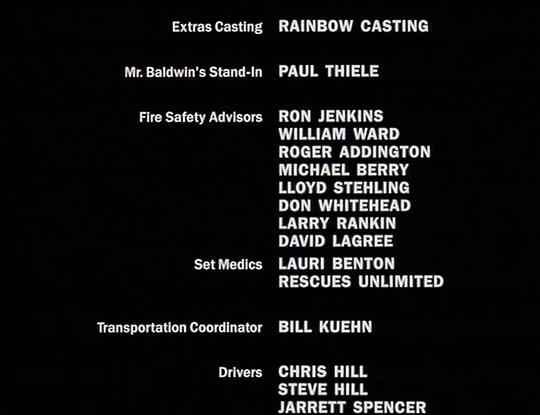 Extras Casting RAINBOW CASTING
Mr. Baldwin's Stand-In PAUL THIELE
Fire Safety Advisors RON JENKINS
WILLIAM WARD
ROGER ADDINGTON
MICHAEL BERRY
LLOYD STEHLING
DON WHITEHEAD
LARRY RANKIN
DAVID LAGREE
Set Medics LAURI BENTON
RESCUES UNLIMITED
Transportation Coordinator BILL KUEHN
Drivers CHRIS HILL
STEVE HILL
JARRETT SPENCER